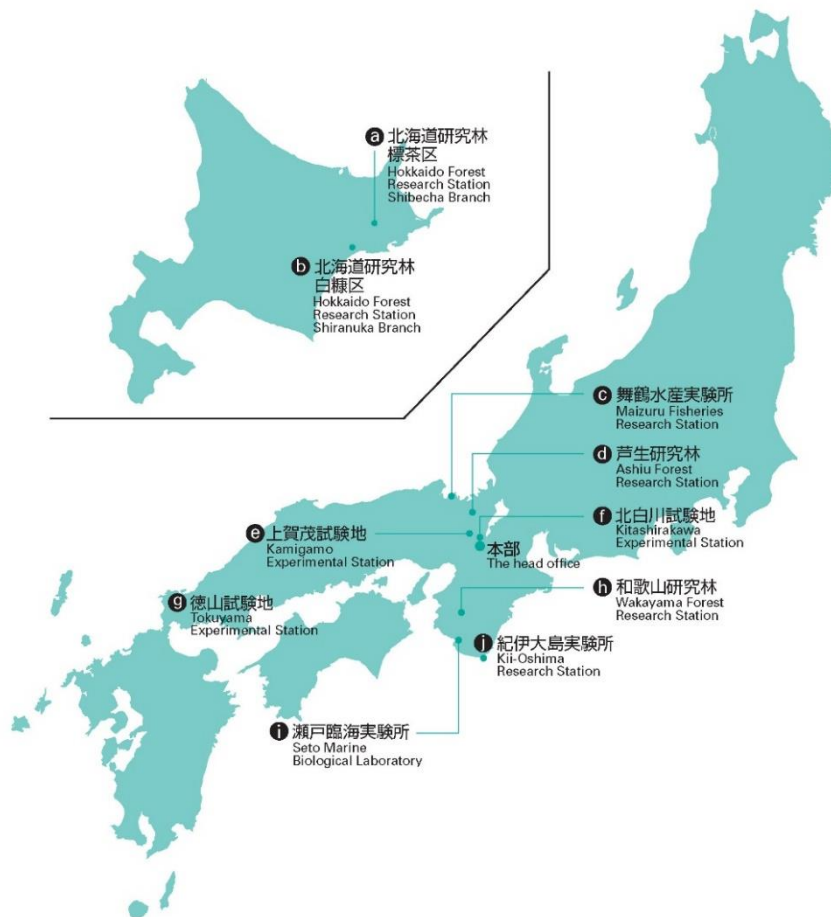 a 北海道研究林
標茶区
Hokkaido Forest
Research Station
Shibecha Branch
b 北海道研究林
白糠区
Hokkaido Forest
Research Station
Shiranuka Branch
c 舞鶴水産実験所
Maizuru Fisheries
Research Station
d 芦生研究林
Ashiu Forest
Research Station
e 上賀茂試験地
Kamigamo
Experimental Station
f 北白川試験地
Kitashirakawa
Experimental Station
本部
The head office
g 徳山試験地
Tokuyama
Experimental Station
h 和歌山研究林
Wakayama Forest
Research Station
j 紀伊大島実験所
Kii-Oshima
Research Station
i 瀬戸臨海実験所
Seto Marine
Biological Laboratory